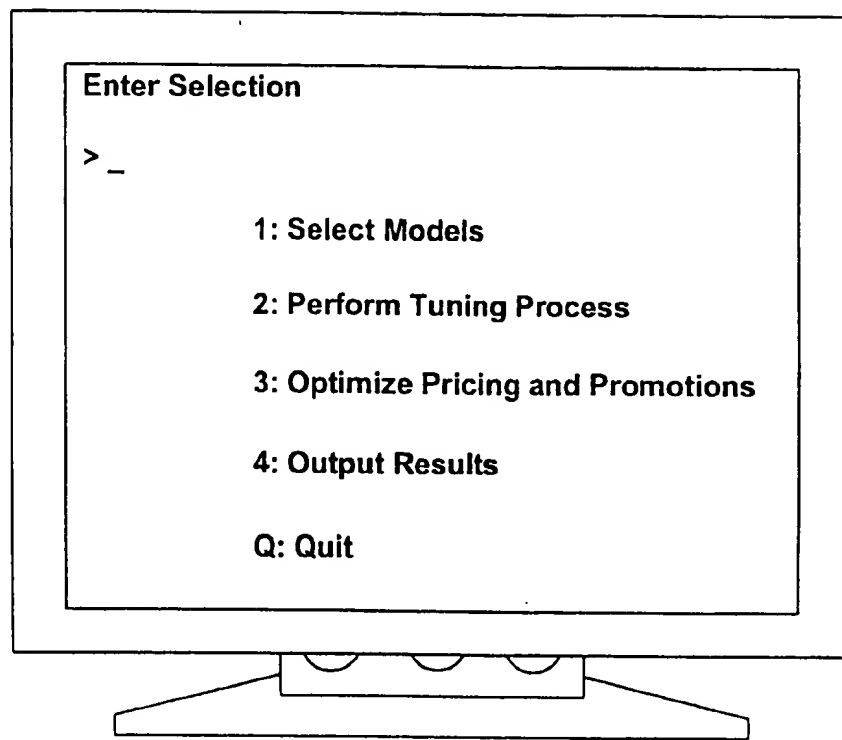 Enter Selection
> _
1: Select Models
2: Perform Tuning Process
3: Optimize Pricing and Promotions
4: Output Results
Q: Quit